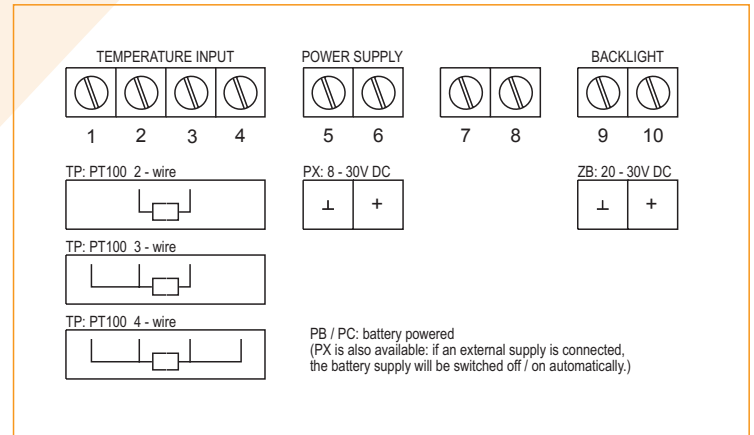 TEMPERATURE INPUT
POWER SUPPLY
BACKLIGHT
1 2 3 4 5 6 7 8 9 10
TP: PT100 2 - wire
PX: 8 - 30V DC
ZB: 20 - 30V DC
⊥ +
⊥ +
TP: PT100 3 - wire
TP: PT100 4 - wire
PB / PC: battery powered
(PX is also available: if an external supply is connected,
the battery supply will be switched off / on automatically.)